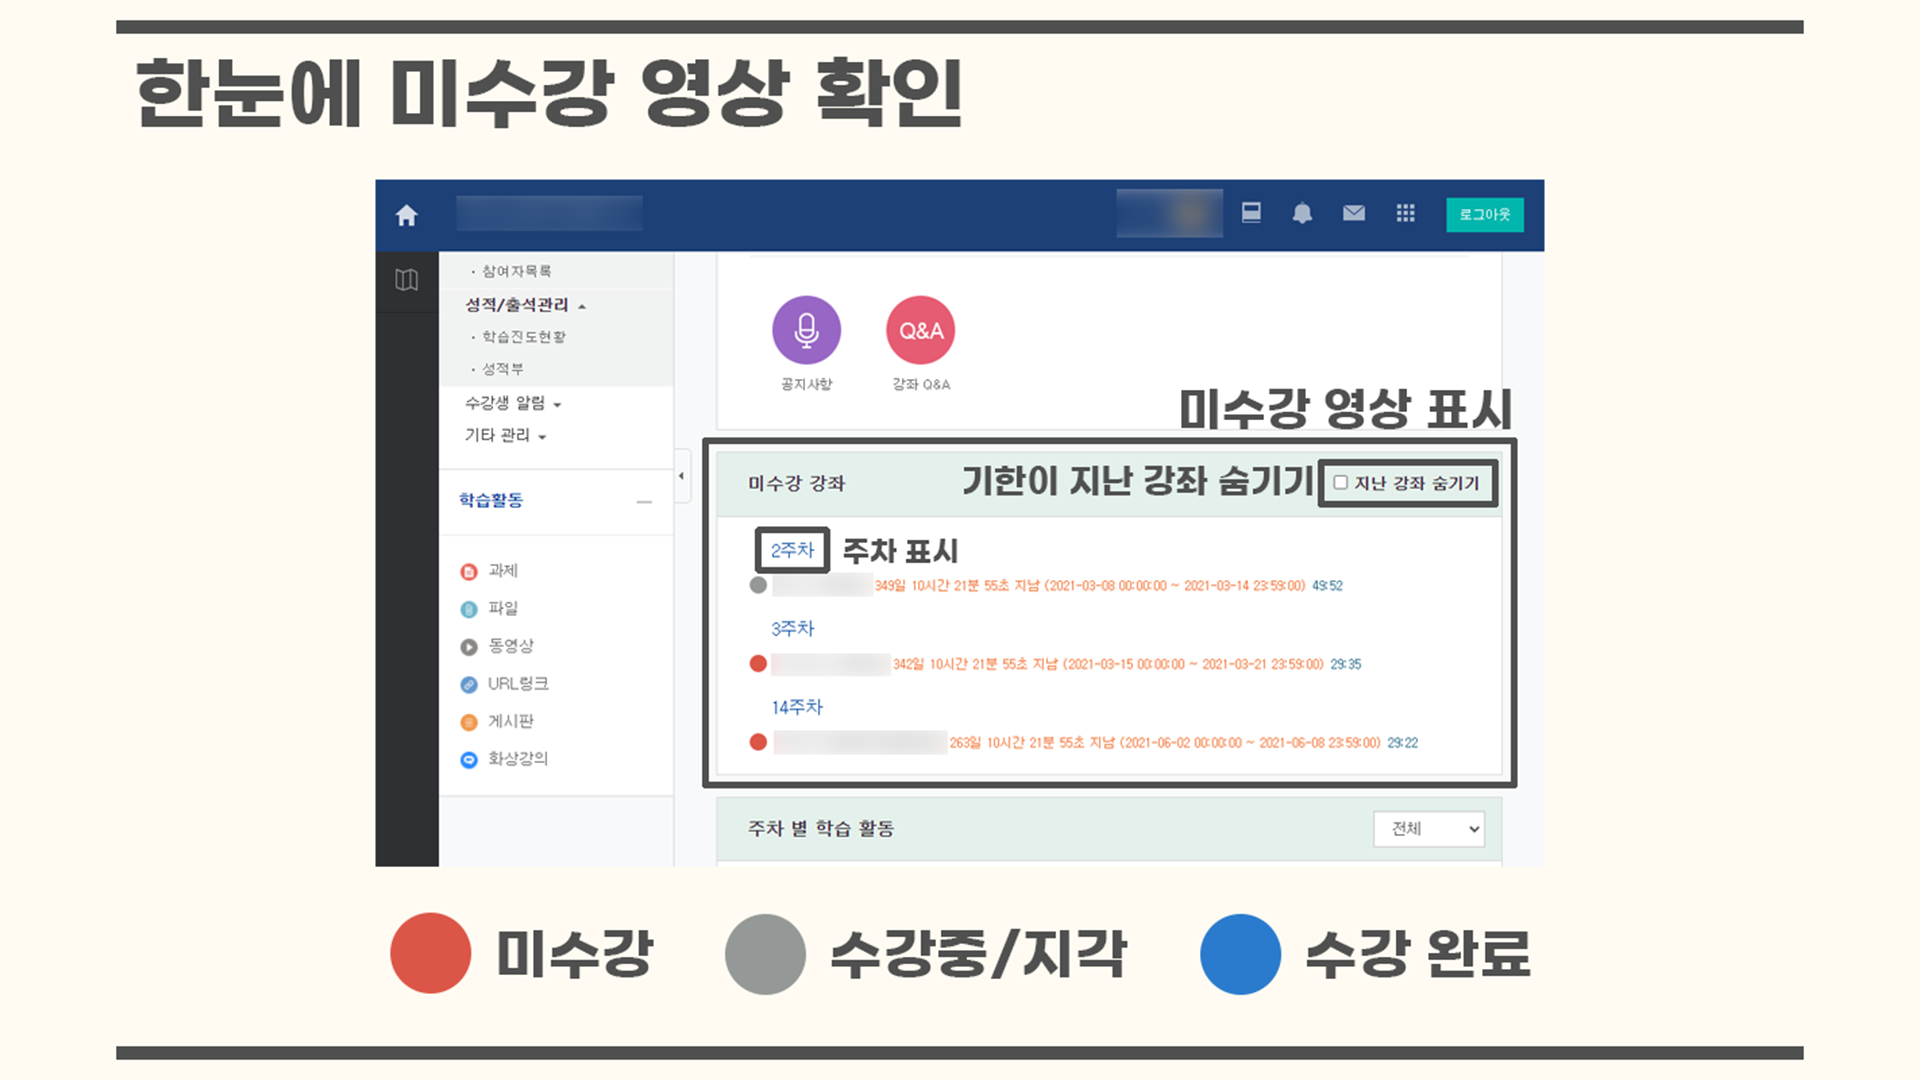 한눈에 미수강 영상 확인
로그아웃
· 참여자목록
성적/출석관리
· 학습진도현황
· 성적부
수강생 알림
기타 관리
학습활동
과제
파일
동영상
URL링크
게시판
화상강의
Q&A
공지사항
강좌 Q&A
미수강 영상 표시
미수강 강좌
기한이 지난 강좌 숨기기
지난 강좌 숨기기
2주차
주차 표시
349일 10시간 21분 55초 지남 (2021-03-08 00:00:00 ~ 2021-03-14 23:59:00) 49:52
3주차
342일 10시간 21분 55초 지남 (2021-03-15 00:00:00 ~ 2021-03-21 23:59:00) 29:35
14주차
263일 10시간 21분 55초 지남 (2021-06-02 00:00:00 ~ 2021-06-08 23:59:00) 29:22
주차 별 학습 활동
전체
미수강
수강중/지각
수강 완료